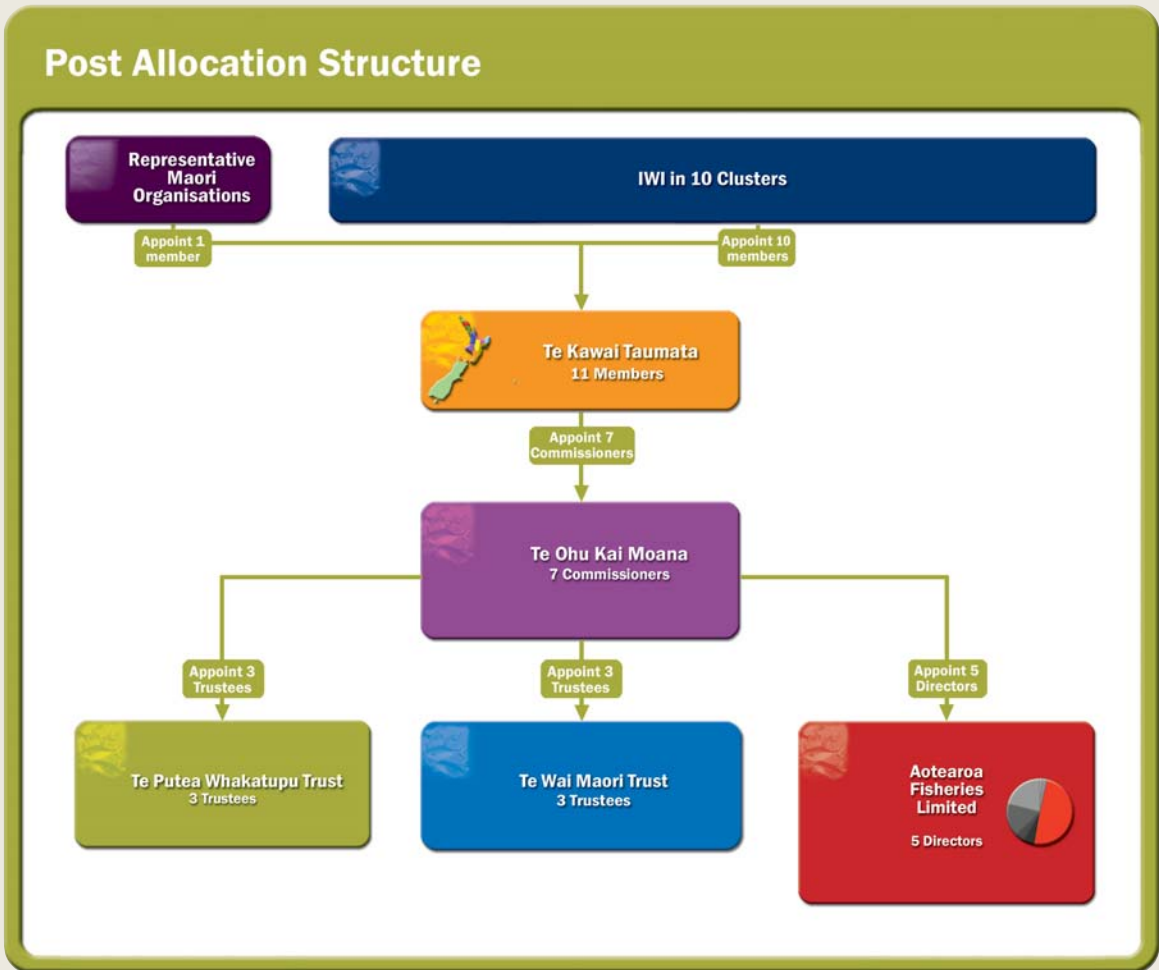 Post Allocation Structure
Representative
Maori
Organisations
IWI in 10 Clusters
Appoint 1
member
Appoint 10
members
Te Kawai Taumata
11 Members
Appoint 7
Commissioners
Te Ohu Kai Moana
7 Commissioners
Appoint 3
Trustees
Appoint 3
Trustees
Appoint 5
Directors
Te Putea Whakatupu Trust
3 Trustees
Te Wai Maori Trust
3 Trustees
Aotearoa
Fisheries
Limited
5 Directors